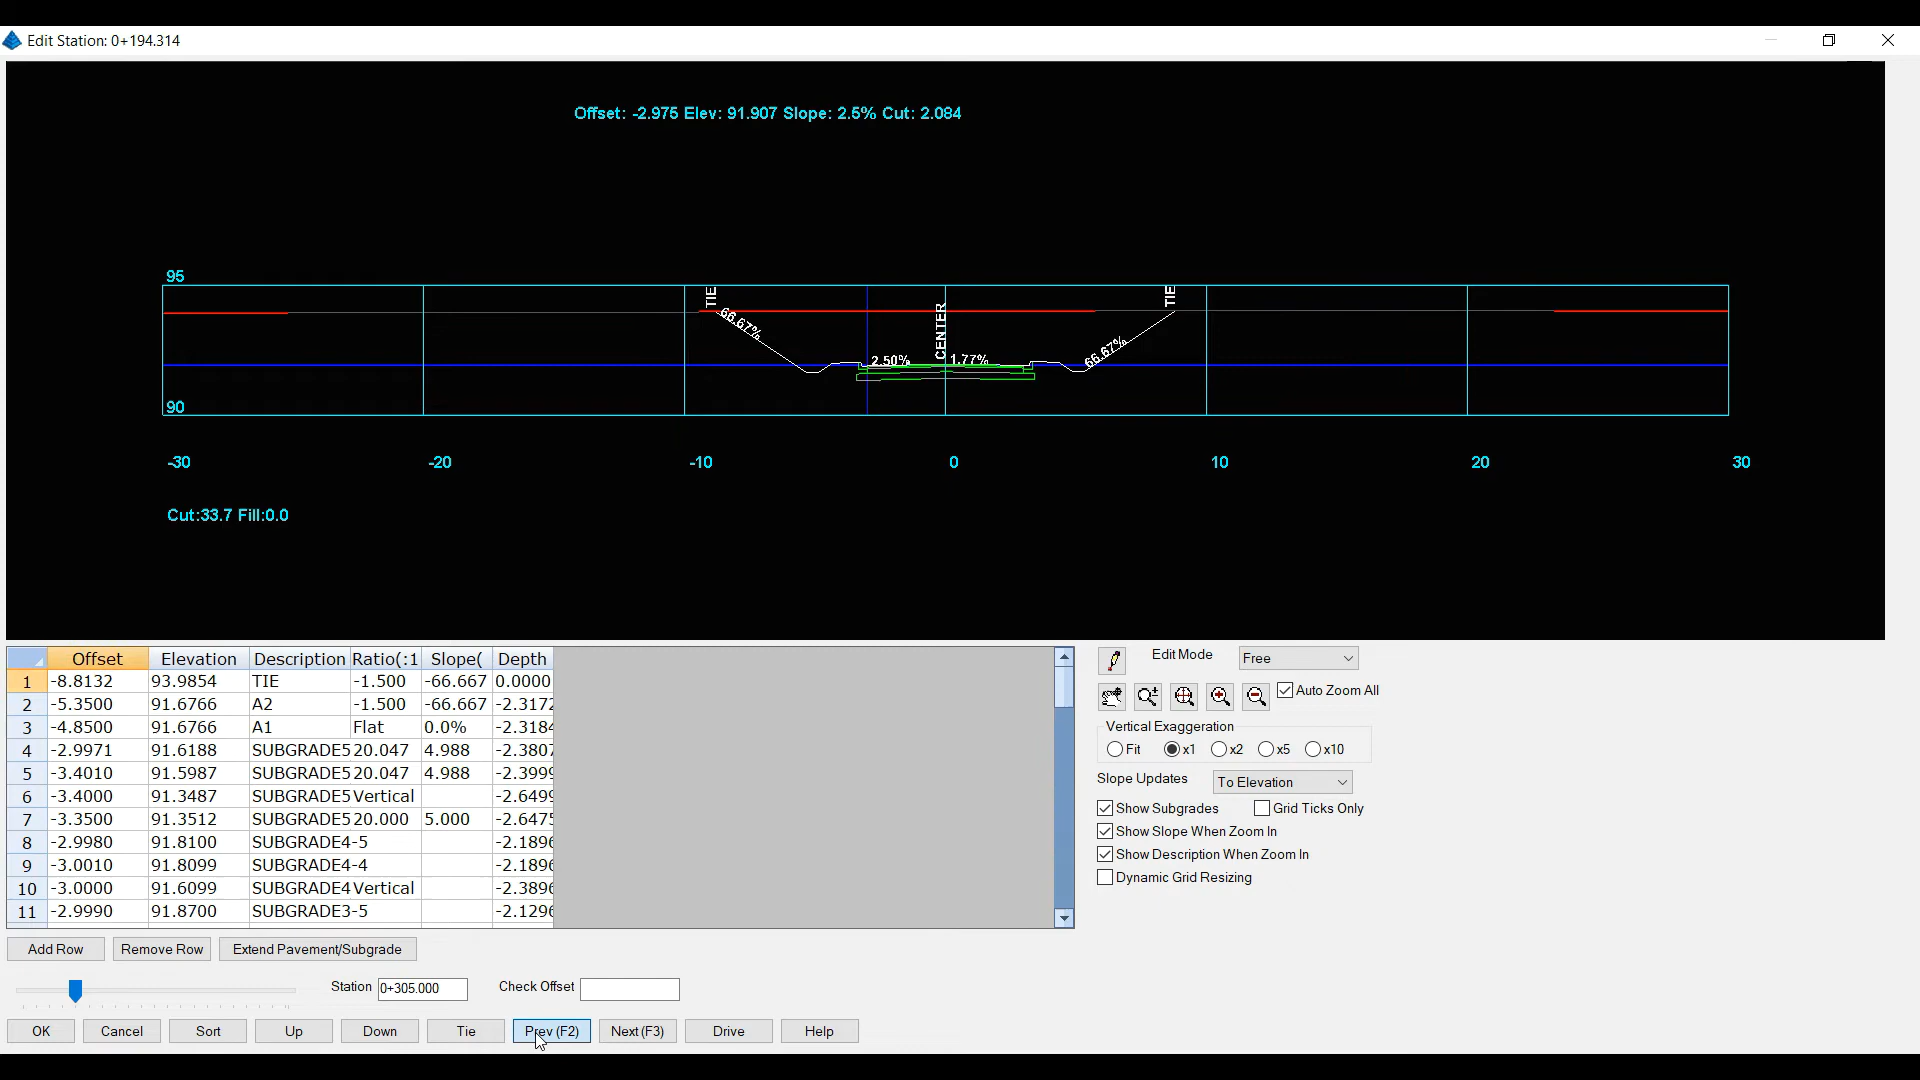 Edit Station: 0+194.314
Offset: -2.975 Elev: 91.907 Slope: 2.5% Cut: 2.084
95
TIE
66.67%
2.50%
CENTER
1.77%
66.67%
TIE
90
-30 -20 -10 0 10 20 30
Cut:33.7 Fill:0.0
Offset Elevation Description Ratio(:1 Slope( Depth
1 -8.8132 93.9854 TIE -1.500 -66.667 0.0000
2 -5.3500 91.6766 A2 -1.500 -66.667 -2.3172
3 -4.8500 91.6766 A1 Flat 0.0% -2.3184
4 -2.9971 91.6188 SUBGRADE5 20.047 4.988 -2.3807
5 -3.4010 91.5987 SUBGRADE5 20.047 4.988 -2.3999
6 -3.4000 91.3487 SUBGRADE5 Vertical -2.6499
7 -3.3500 91.3512 SUBGRADE5 20.000 5.000 -2.6475
8 -2.9980 91.8100 SUBGRADE4-5 -2.1896
9 -3.0010 91.8099 SUBGRADE4-4 -2.1896
10 -3.0000 91.6099 SUBGRADE4 Vertical -2.3896
11 -2.9990 91.8700 SUBGRADE3-5 -2.1296
Edit Mode Free
Auto Zoom All
Vertical Exaggeration
Fit x1 x2 x5 x10
Slope Updates To Elevation
Show Subgrades Grid Ticks Only
Show Slope When Zoom In
Show Description When Zoom In
Dynamic Grid Resizing
Add Row Remove Row Extend Pavement/Subgrade
Station 0+305.000 Check Offset
OK Cancel Sort Up Down Tie Prev (F2) Next (F3) Drive Help